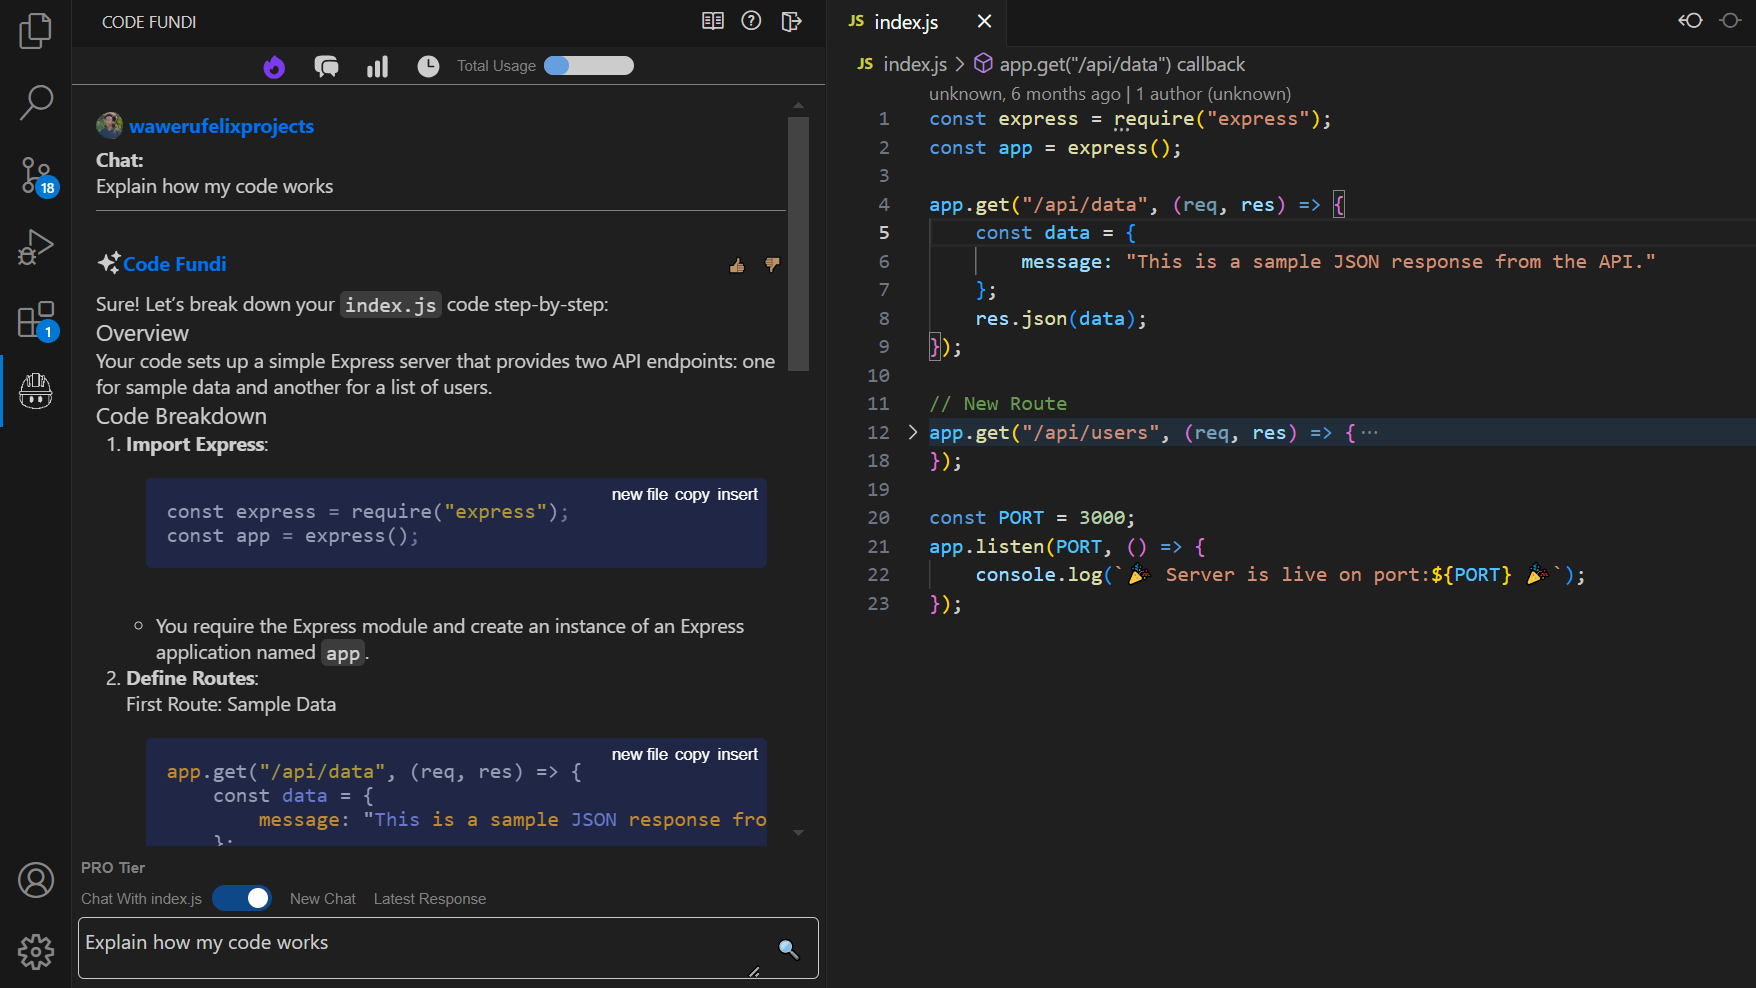 CODE FUNDI
Total Usage
wawerufelixprojects
Chat:
Explain how my code works
Code Fundi
Sure! Let’s break down your index.js code step-by-step:
Overview
Your code sets up a simple Express server that provides two API endpoints: one
for sample data and another for a list of users.
Code Breakdown
1. Import Express:
new file copy insert
const express = require("express");
const app = express();
You require the Express module and create an instance of an Express
application named app.
2. Define Routes:
First Route: Sample Data
new file copy insert
app.get("/api/data", (req, res) => {
const data = {
message: "This is a sample JSON response fro
};
PRO Tier
Chat With index.js New Chat Latest Response
Explain how my code works
18
1
JS index.js
JS index.js > app.get("/api/data") callback
unknown, 6 months ago | 1 author (unknown)
1 const express = require("express");
2 const app = express();
3
4 app.get("/api/data", (req, res) => {
5 const data = {
6 message: "This is a sample JSON response from the API."
7 };
8 res.json(data);
9 });
10
11 // New Route
12 app.get("/api/users", (req, res) => {···
18 });
19
20 const PORT = 3000;
21 app.listen(PORT, () => {
22 console.log(`🎉 Server is live on port:${PORT} 🎉`);
23 });